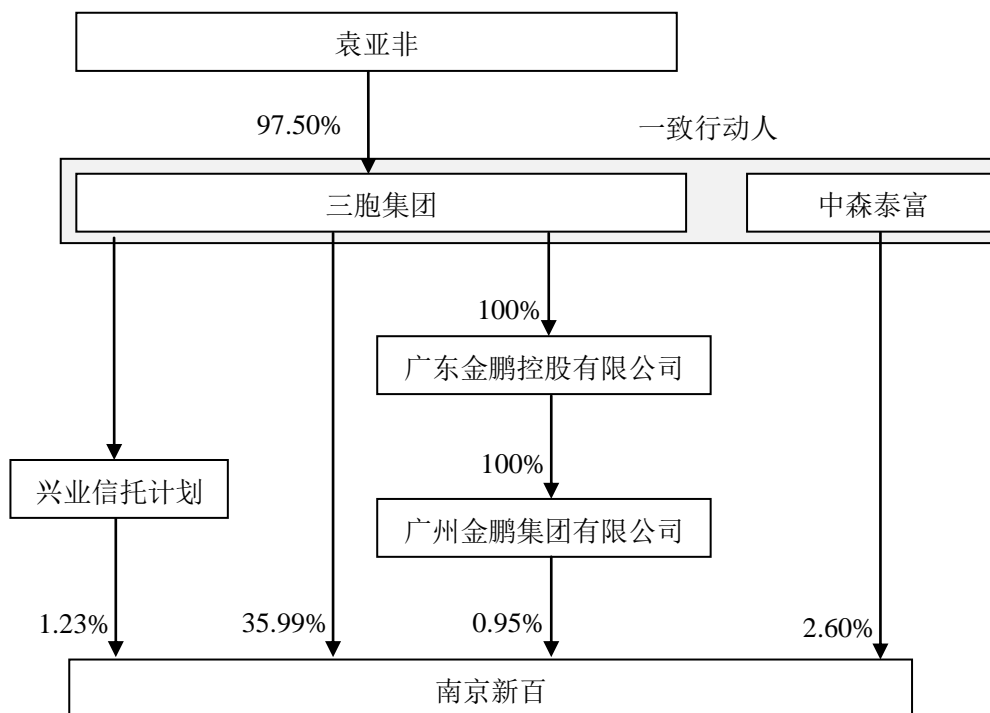 袁亚非
97.50%
一致行动人
三胞集团
中森泰富
100%
广东金鹏控股有限公司
100%
兴业信托计划
广州金鹏集团有限公司
1.23%
35.99%
0.95%
2.60%
南京新百